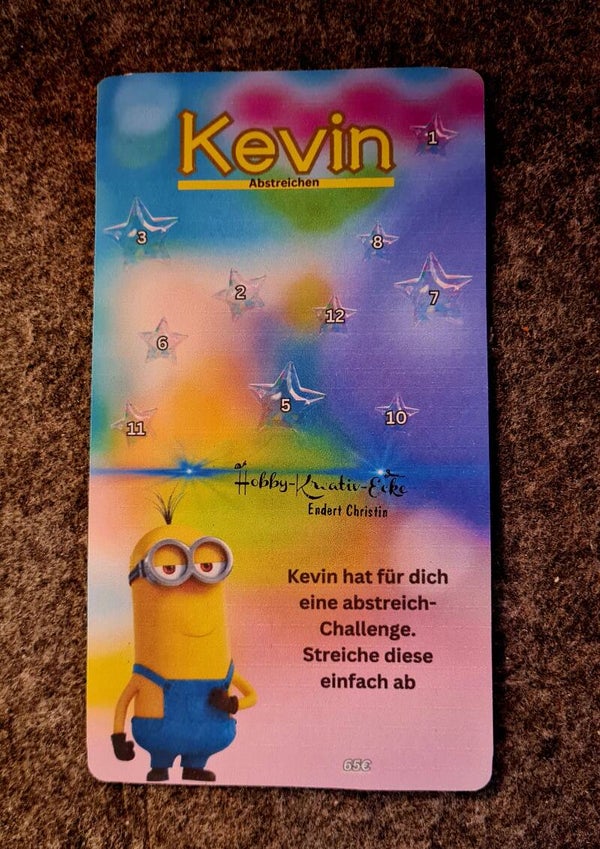 Kevin
Abstreichen
1
3
8
2
7
12
6
5
10
11
Hobby-Kreativ-Ecke
Endert Christin
Kevin hat für dich
eine abstreich-
Challenge.
Streiche diese
einfach ab
65€